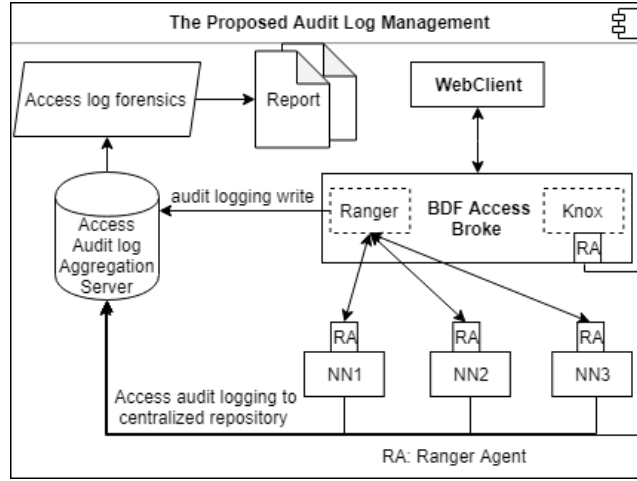 The Proposed Audit Log Management
Access log forensics
Report
WebClient
audit logging write
Ranger
BDF Access
Broke
Knox
RA
Access
Audit log
Aggregation
Server
RA
RA
RA
NN1
NN2
NN3
Access audit logging to
centralized repository
RA: Ranger Agent